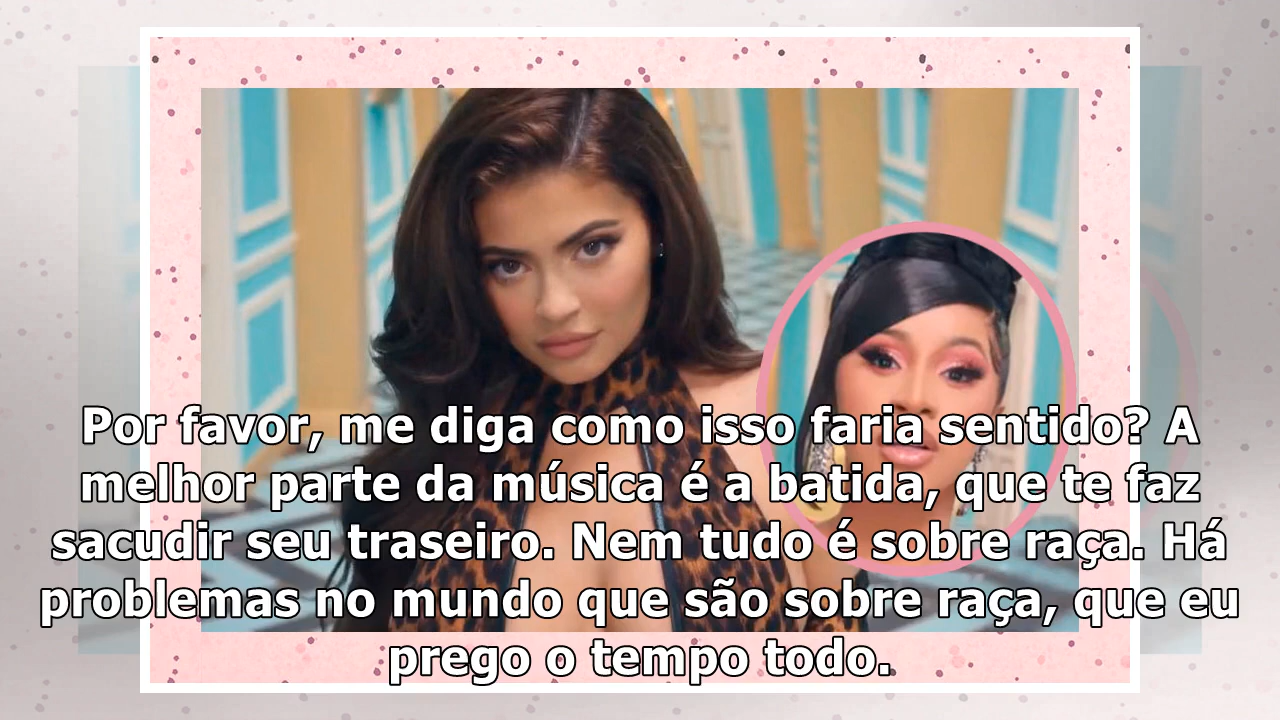 Por favor, me diga como isso faria sentido? A
melhor parte da música é a batida, que te faz
sacudir seu traseiro. Nem tudo é sobre raça. Há
problemas no mundo que são sobre raça, que eu
prego o tempo todo.